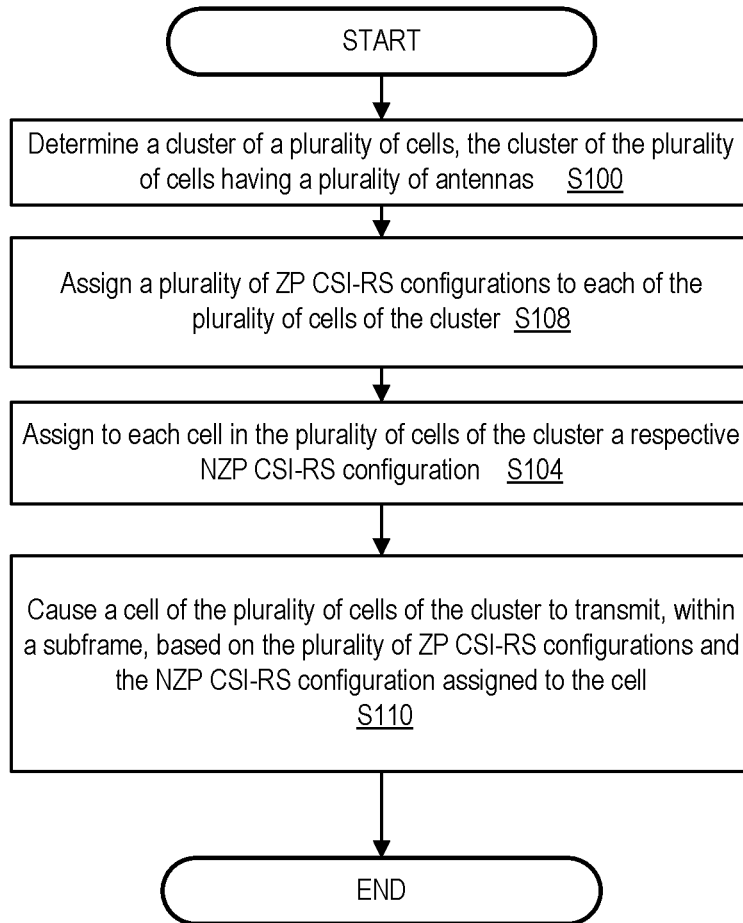 START
Determine a cluster of a plurality of cells, the cluster of the plurality
of cells having a plurality of antennas S100
Assign a plurality of ZP CSI-RS configurations to each of the
plurality of cells of the cluster S108
Assign to each cell in the plurality of cells of the cluster a respective
NZP CSI-RS configuration S104
Cause a cell of the plurality of cells of the cluster to transmit, within
a subframe, based on the plurality of ZP CSI-RS configurations and
the NZP CSI-RS configuration assigned to the cell
S110
END